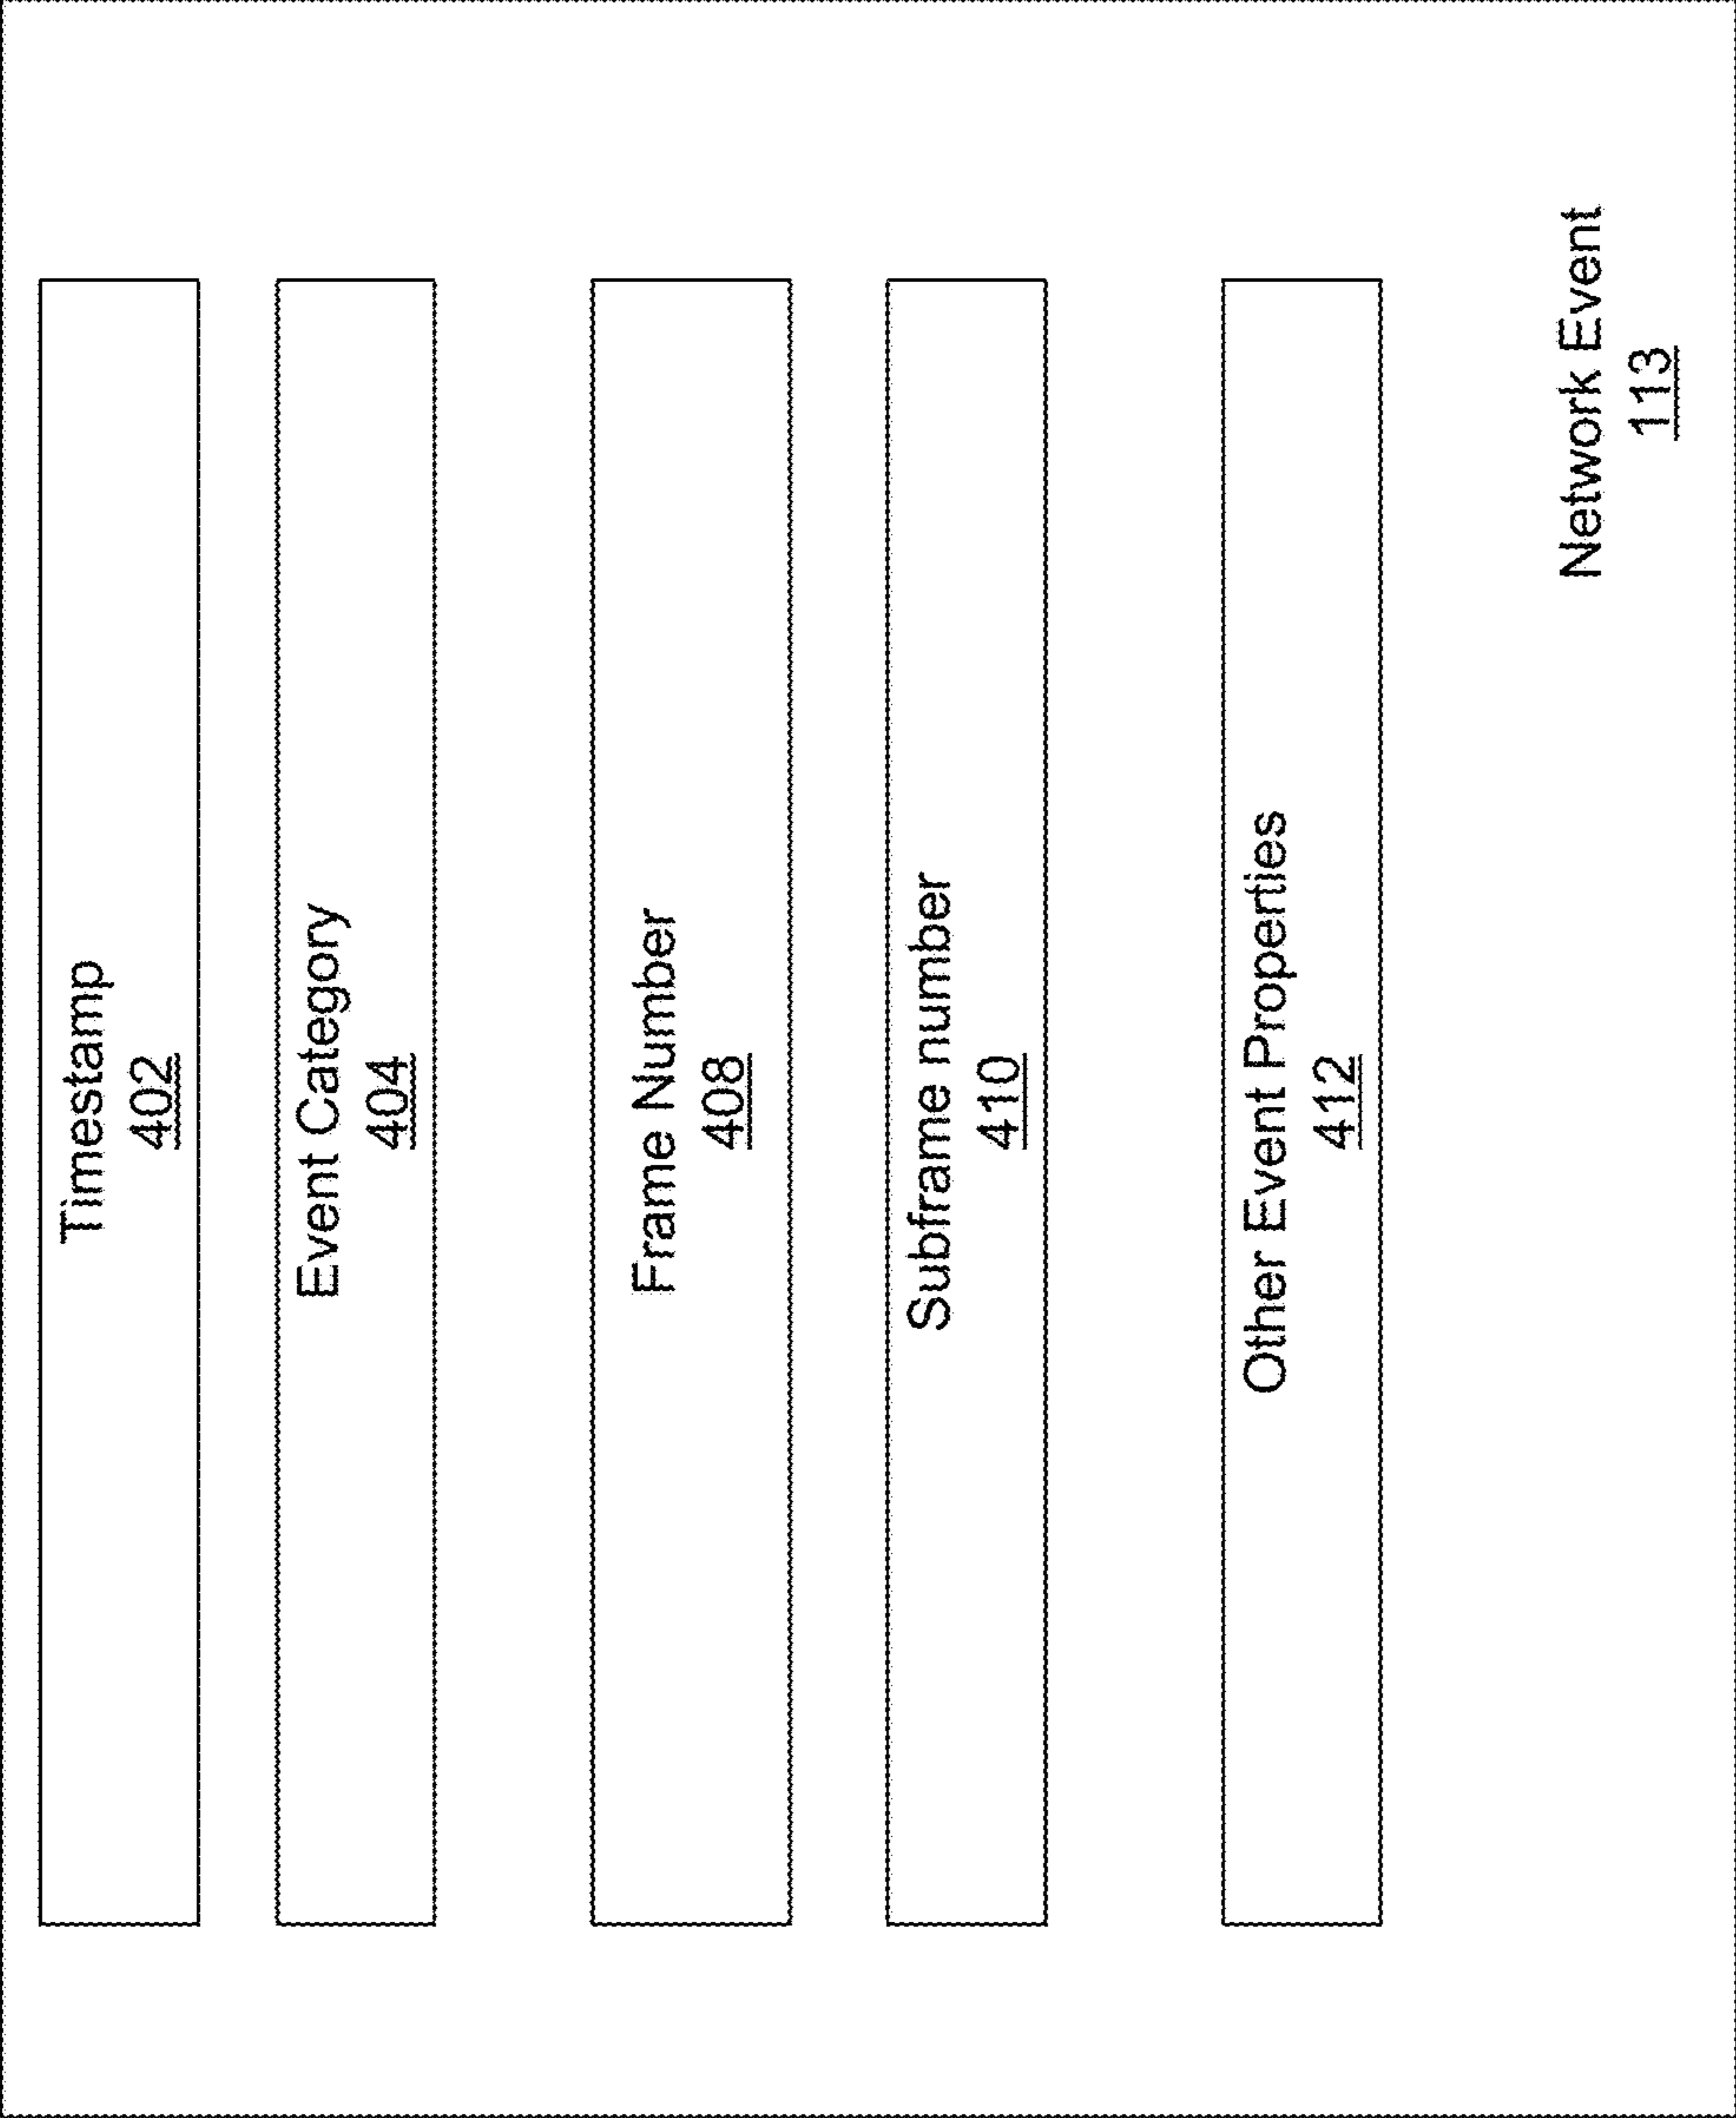 Timestamp
402
Event Category
404
Frame Number
408
Subframe number
410
Other Event Properties
412
Network Event
113